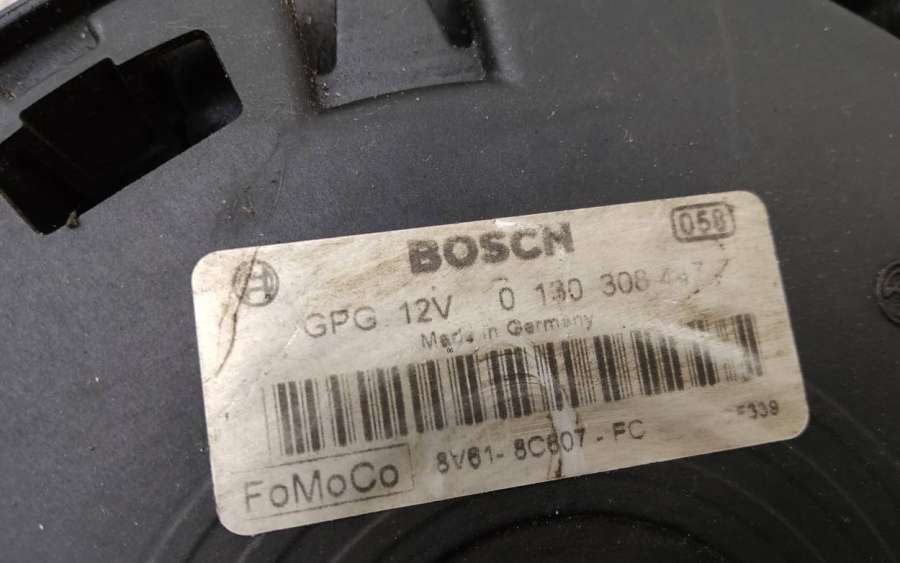 BOSCH
058
GPG 12V 0 130 308
Made in Germany
8V61-8C607-FC
F339
FoMoCo